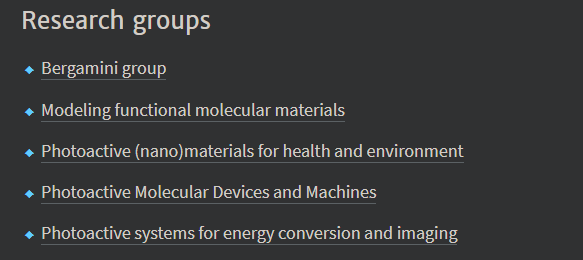 Research groups
Bergamini group
Modeling functional molecular materials
Photoactive (nano)materials for health and environment
Photoactive Molecular Devices and Machines
Photoactive systems for energy conversion and imaging